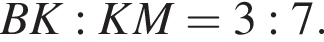 BK : KM = 3 : 7.